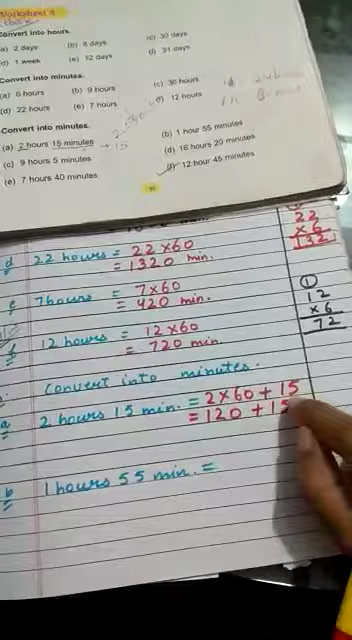 Worksheet 4
Convert into hours.
(a) 2 days (b) 6 days (c) 30 days
(d) 1 week (e) 12 days (f) 31 days
Convert into minutes.
(a) 6 hours (b) 9 hours (c) 30 hours
(d) 22 hours (e) 7 hours (f) 12 hours
Convert into minutes.
(a) 2 hours 15 minutes (b) 1 hour 55 minutes
(c) 9 hours 5 minutes (d) 16 hours 20 minutes
(e) 7 hours 40 minutes (f) 12 hour 45 minutes
d 22 hours = 22×60
= 1320 min.
22
×6
132
e 7 hours = 7×60
= 420 min.
1
12
×6
72
f 12 hours = 12×60
= 720 min.
Convert into minutes.
a 2 hours 15 min. = 2×60+15
= 120 + 15
b 1 hours 55 min. =